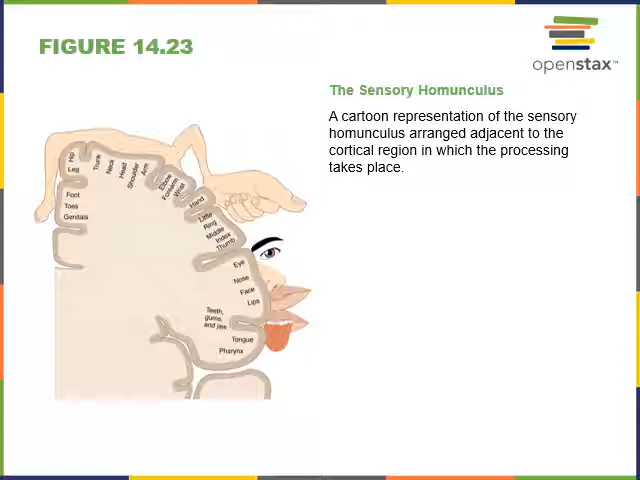 FIGURE 14.23
openstax™
The Sensory Homunculus
A cartoon representation of the sensory
homunculus arranged adjacent to the
cortical region in which the processing
takes place.
Hip
Leg
Foot
Toes
Genitals
Trunk
Neck
Head
Shoulder
Arm
Elbow
Forearm
Wrist
Hand
Little
Ring
Middle
Index
Thumb
Eye
Nose
Face
Lips
Teeth,
gums,
and jaw
Tongue
Pharynx